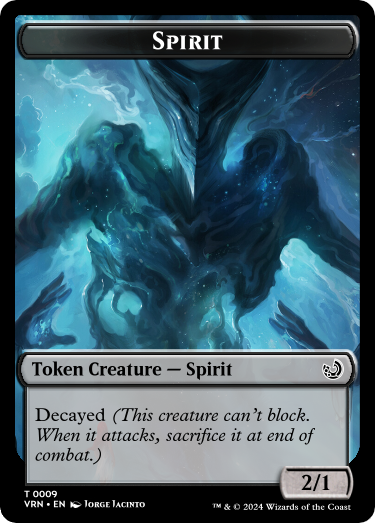 Spirit
Token Creature — Spirit
Decayed (This creature can't block.
When it attacks, sacrifice it at end of
combat.)
2/1
T 0009
VRN • EN Jorge Jacinto
™ & © 2024 Wizards of the Coast